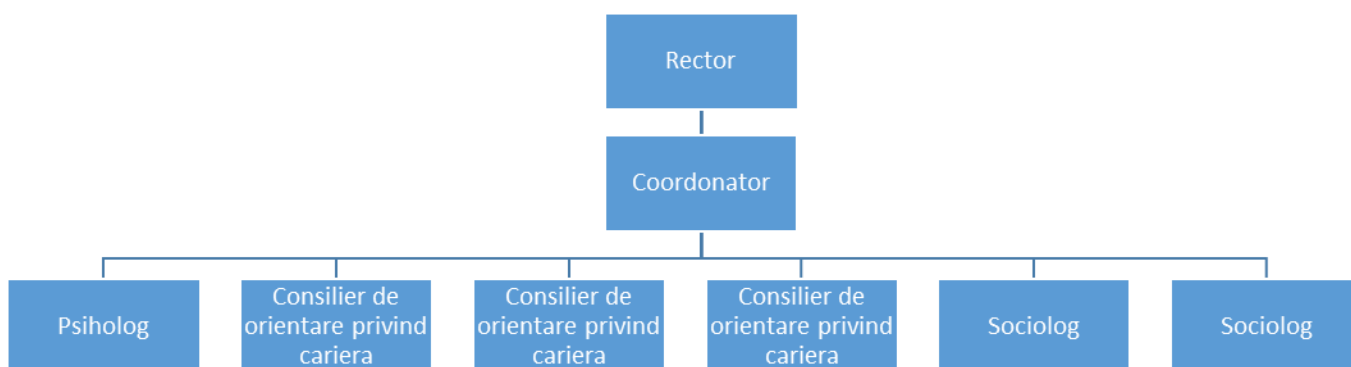 Rector
Coordonator
Psiholog
Consilier de
orientare privind
cariera
Consilier de
orientare privind
cariera
Consilier de
orientare privind
cariera
Sociolog
Sociolog